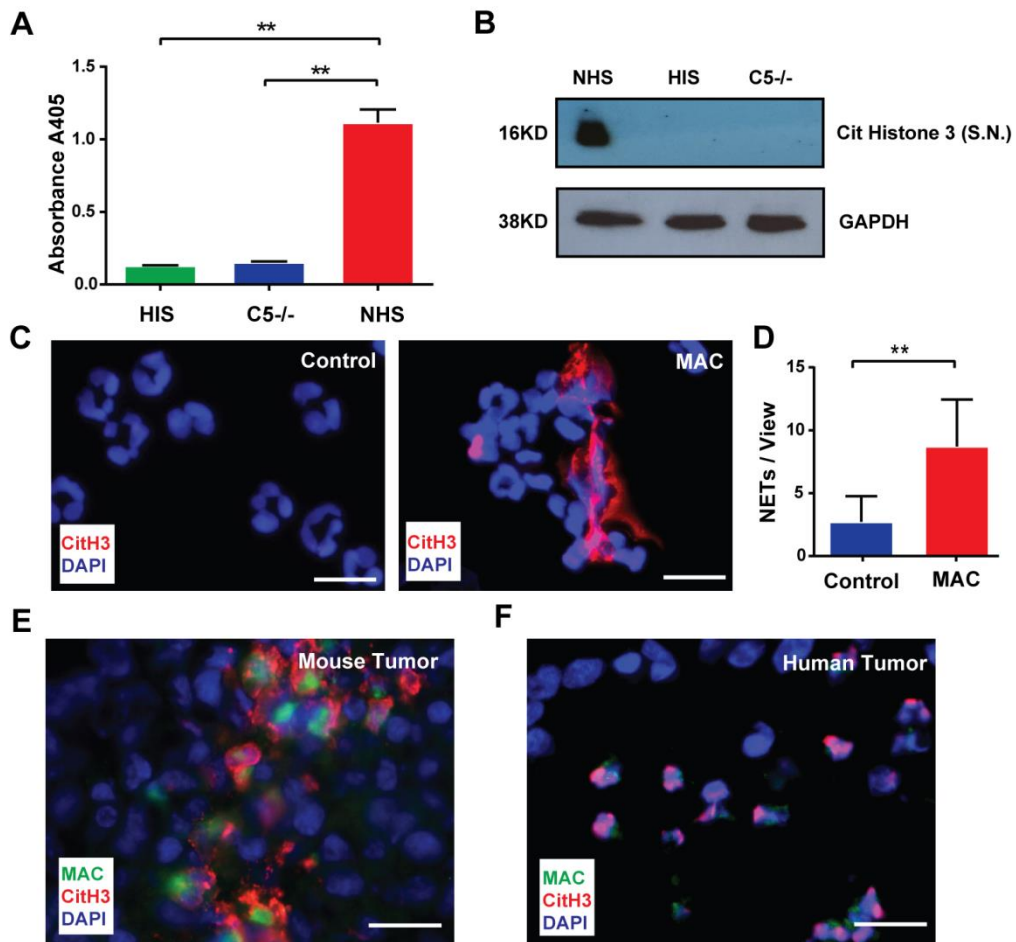 A
**
**
Absorbance A405
1.5
1.0
0.5
0.0
HIS
C5-/-
NHS
B
NHS
HIS
C5-/-
16KD
Cit Histone 3 (S.N.)
38KD
GAPDH
C
Control
CitH3
DAPI
MAC
CitH3
DAPI
D
**
NETs / View
15
10
5
0
Control
MAC
E
Mouse Tumor
MAC
CitH3
DAPI
F
Human Tumor
MAC
CitH3
DAPI